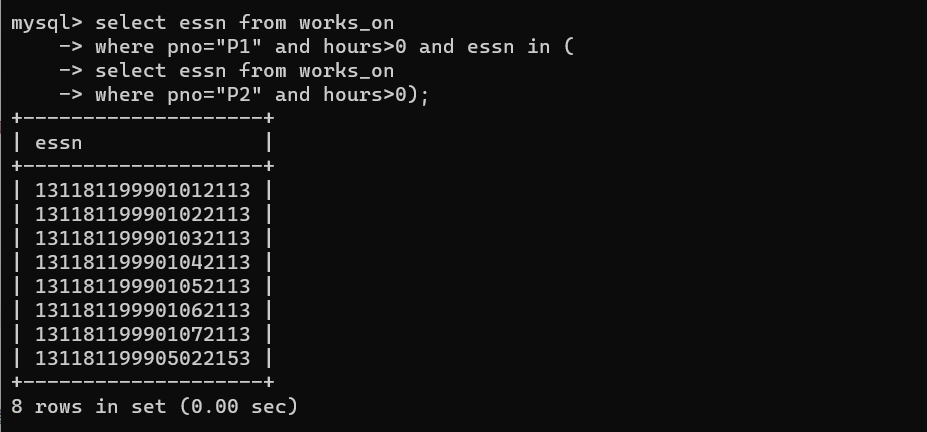 mysql> select essn from works_on
    -> where pno="P1" and hours>0 and essn in (
    -> select essn from works_on
    -> where pno="P2" and hours>0);
+--------------------+
| essn               |
+--------------------+
| 131181199901012113 |
| 131181199901022113 |
| 131181199901032113 |
| 131181199901042113 |
| 131181199901052113 |
| 131181199901062113 |
| 131181199901072113 |
| 131181199905022153 |
+--------------------+
8 rows in set (0.00 sec)